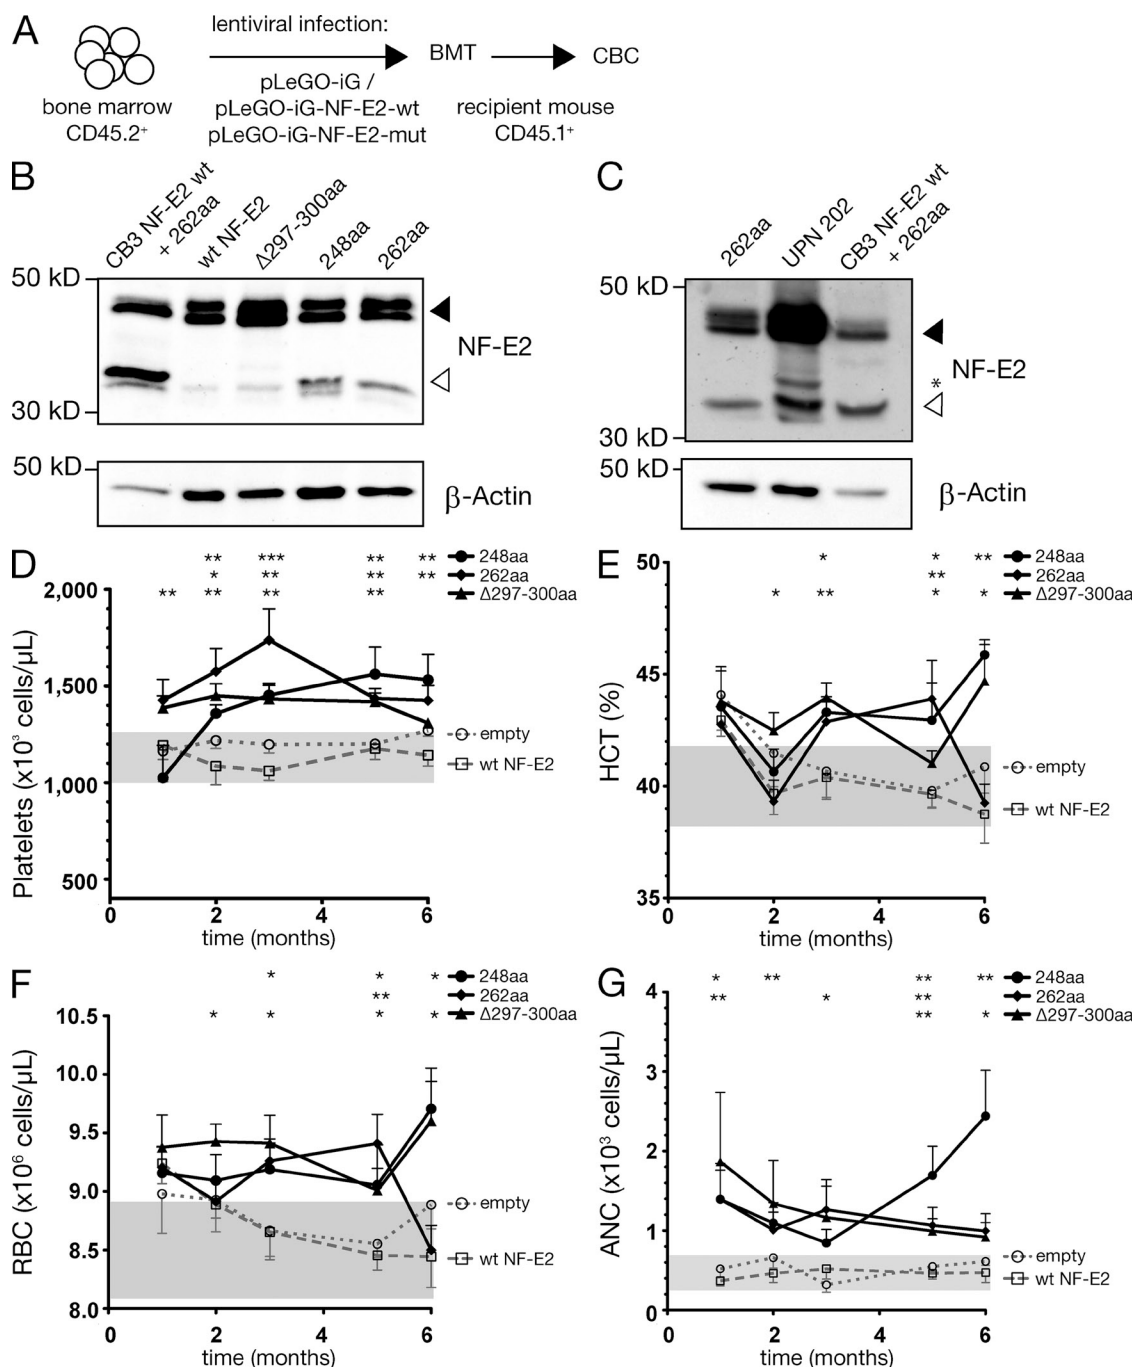 A
lentiviral infection:
BMT
CBC
pLeGO-iG /
bone marrow
pLeGO-iG-NF-E2-wt
recipient mouse
CD45.2+
pLeGO-iG-NF-E2-mut
CD45.1+
B
CB3 NF-E2 wt
+ 262aa
wt NF-E2
Δ297-300aa
248aa
262aa
50 kD
NF-E2
30 kD
50 kD
β-Actin
C
262aa
UPN 202
CB3 NF-E2 wt
+ 262aa
50 kD
NF-E2
*
30 kD
50 kD
β-Actin
D
** *** ** **
248aa
* ** ** **
262aa
** ** ** **
Δ297-300aa
2,000
1,500
1,000
500
Platelets (x10³ cells/µL)
empty
wt NF-E2
0 2 4 6
time (months)
E
* * **
248aa
**
262aa
* ** * *
Δ297-300aa
50
45
40
35
HCT (%)
empty
wt NF-E2
0 2 4 6
time (months)
F
* * *
248aa
**
262aa
* * * *
Δ297-300aa
10.5
10.0
9.5
9.0
8.5
8.0
RBC (x10⁶ cells/µL)
empty
wt NF-E2
0 2 4 6
time (months)
G
* ** ** **
248aa
** * **
262aa
** *
Δ297-300aa
4
3
2
1
0
ANC (x10³ cells/µL)
empty
wt NF-E2
0 2 4 6
time (months)